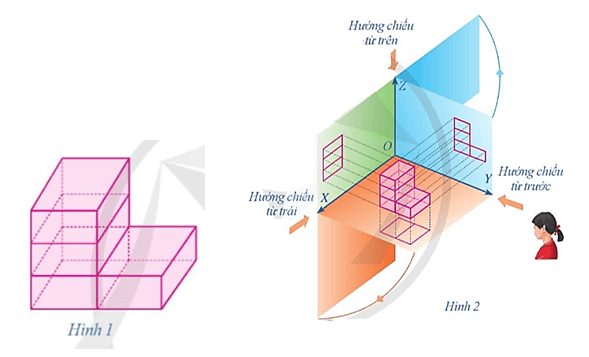 Hướng chiếu
từ trên
Z
O
Hướng chiếu
từ trái
X
Y
Hướng chiếu
từ trước
Hình 1
Hình 2